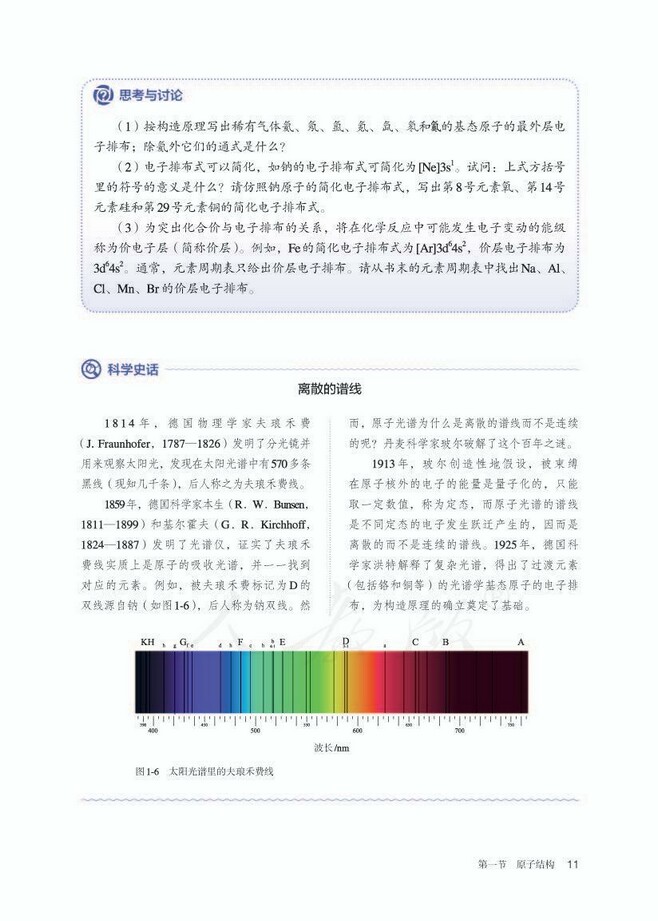 思考与讨论
（1）按构造原理写出稀有气体氦、氖、氩、氪、氙、氡和鿫的基态原子的最外层电
子排布；除氦外它们的通式是什么？
（2）电子排布式可以简化，如钠的电子排布式可简化为[Ne]3s¹。试问：上式方括号
里的符号的意义是什么？请仿照钠原子的简化电子排布式，写出第8号元素氧、第14号
元素硅和第29号元素铜的简化电子排布式。
（3）为突出化合价与电子排布的关系，将在化学反应中可能发生电子变动的能级
称为价电子层（简称价层）。例如，Fe的简化电子排布式为[Ar]3d⁶4s²，价层电子排布为
3d⁶4s²。通常，元素周期表只给出价层电子排布。请从书末的元素周期表中找出Na、Al、
Cl、Mn、Br的价层电子排布。
科学史话
离散的谱线
1814年，德国物理学家夫琅禾费
（J. Fraunhofer，1787—1826）发明了分光镜并
用来观察太阳光，发现在太阳光谱中有570多条
黑线（现知几千条），后人称之为夫琅禾费线。
1859年，德国科学家本生（R. W. Bunsen，
1811—1899）和基尔霍夫（G. R. Kirchhoff，
1824—1887）发明了光谱仪，证实了夫琅禾
费线实质上是原子的吸收光谱，并一一找到
对应的元素。例如，被夫琅禾费标记为D的
双线源自钠（如图1-6），后人称为钠双线。然
而，原子光谱为什么是离散的谱线而不是连续
的呢？丹麦科学家玻尔破解了这个百年之谜。
1913年，玻尔创造性地假设，被束缚
在原子核外的电子的能量是量子化的，只能
取一定数值，称为定态，而原子光谱的谱线
是不同定态的电子发生跃迁产生的，因而是
离散的而不是连续的谱线。1925年，德国科
学家洪特解释了复杂光谱，得出了过渡元素
（包括铬和铜等）的光谱学基态原子的电子排
布，为构造原理的确立奠定了基础。
KH h g G f e d b F c b E D a C B A
400 500 600 700
波长/nm
图1-6 太阳光谱里的夫琅禾费线
第一节 原子结构 11